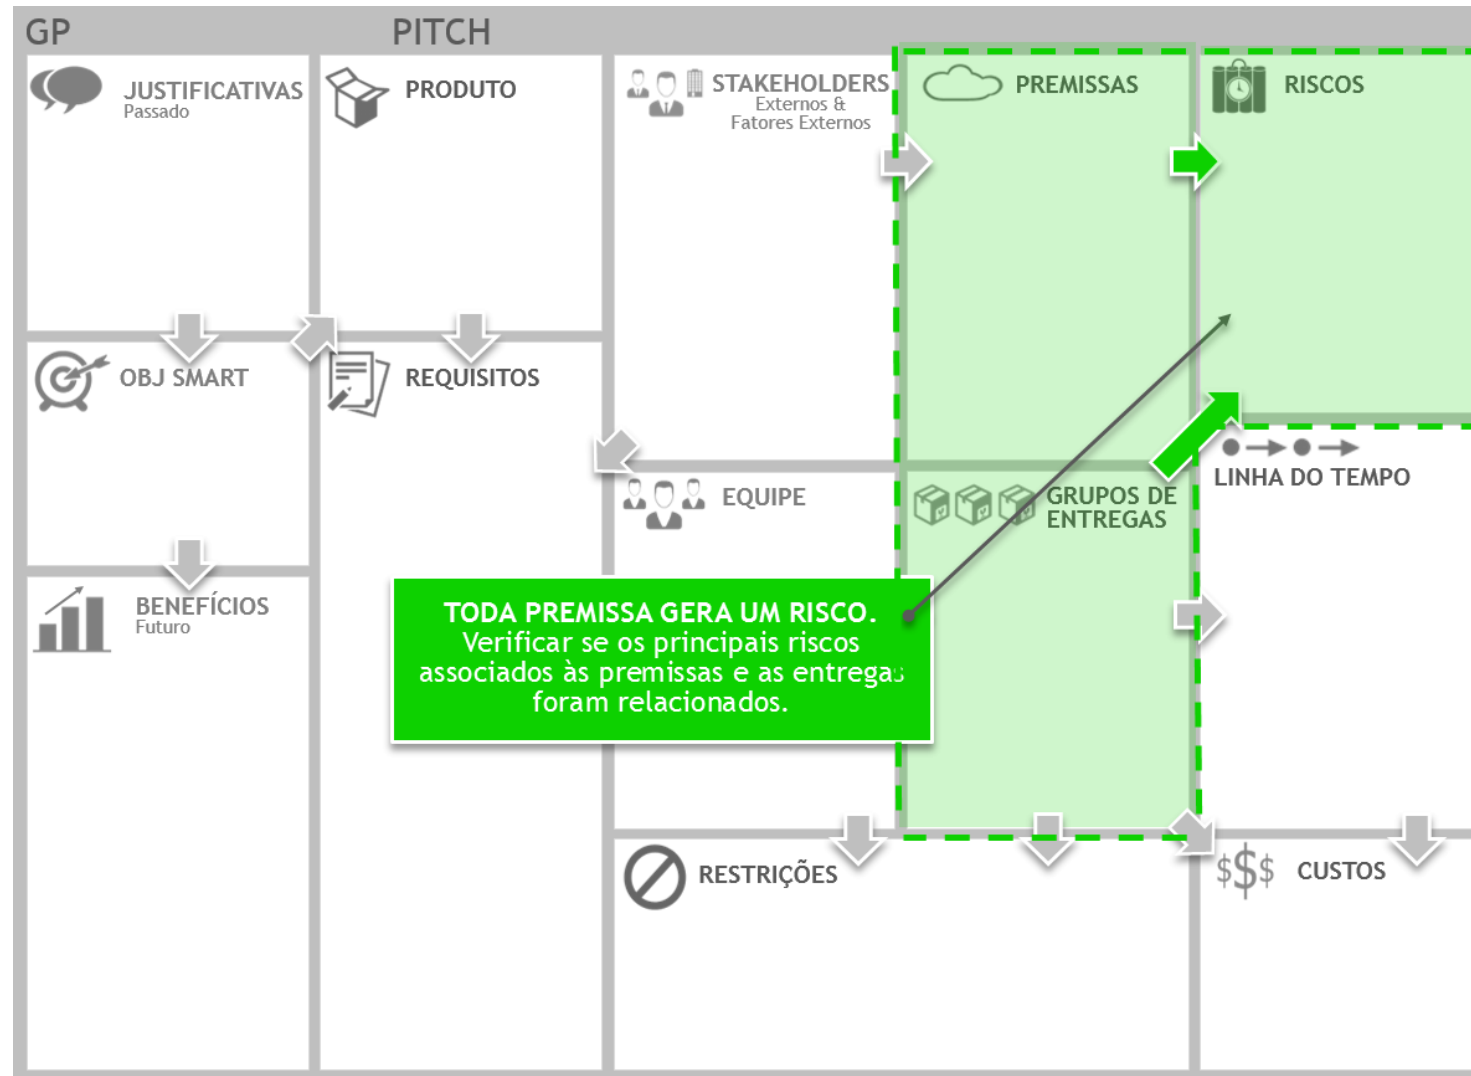 GP
PITCH
JUSTIFICATIVAS
Passado
PRODUTO
STAKEHOLDERS
Externos &
Fatores Externos
PREMISSAS
RISCOS
OBJ SMART
REQUISITOS
EQUIPE
GRUPOS DE
ENTREGAS
LINHA DO TEMPO
BENEFÍCIOS
Futuro
TODA PREMISSA GERA UM RISCO.
Verificar se os principais riscos
associados às premissas e as entregas
foram relacionados.
RESTRIÇÕES
$$$
CUSTOS